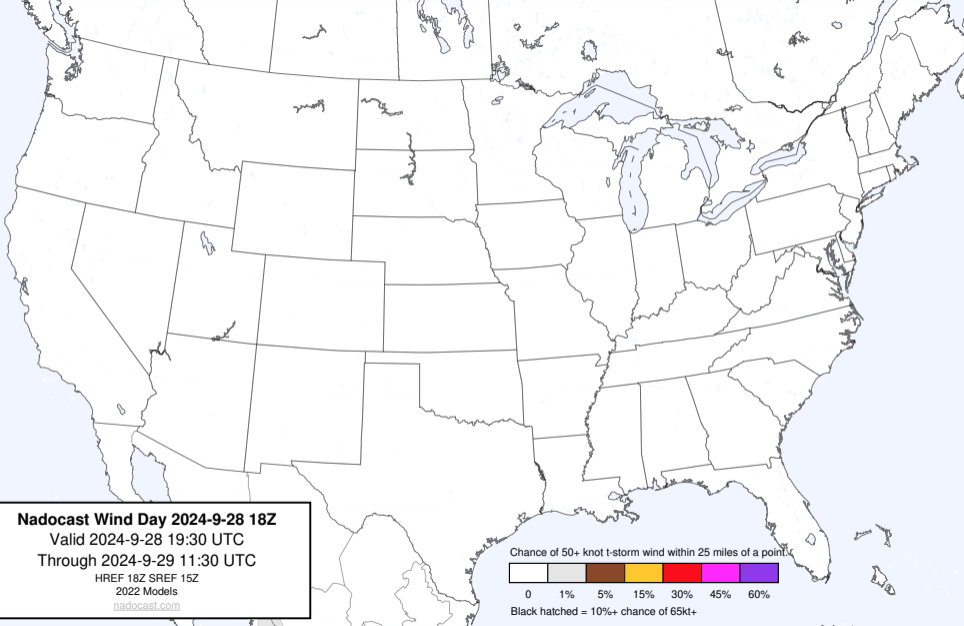 Nadocast Wind Day 2024-9-28 18Z
Valid 2024-9-28 19:30 UTC
Through 2024-9-29 11:30 UTC
HREF 18Z SREF 15Z
2022 Models
nadocast.com
Chance of 50+ knot t-storm wind within 25 miles of a point.
0 1% 5% 15% 30% 45% 60%
Black hatched = 10%+ chance of 65kt+